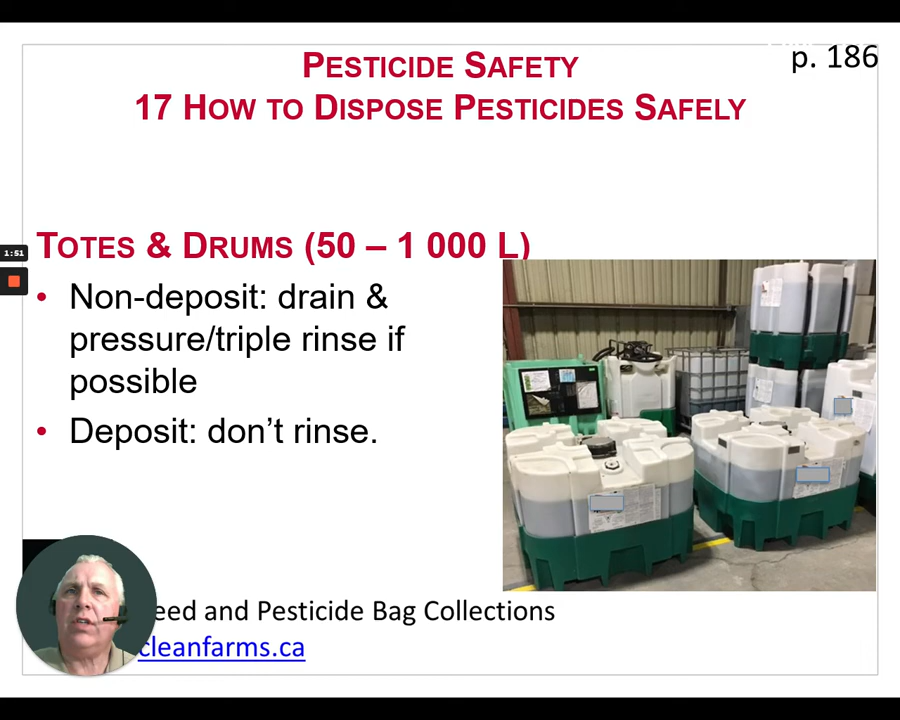 p. 186
PESTICIDE SAFETY
17 HOW TO DISPOSE PESTICIDES SAFELY
TOTES & DRUMS (50 – 1 000 L)
1:51
• Non-deposit: drain &
pressure/triple rinse if
possible
• Deposit: don’t rinse.
and Pesticide Bag Collections
cleanfarms.ca